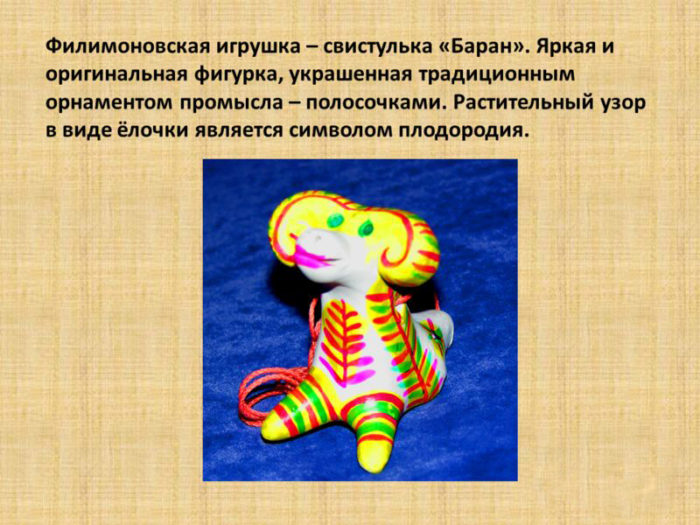 Филимоновская игрушка – свистулька «Баран». Яркая и
оригинальная фигурка, украшенная традиционным
орнаментом промысла – полосочками. Растительный узор
в виде ёлочки является символом плодородия.